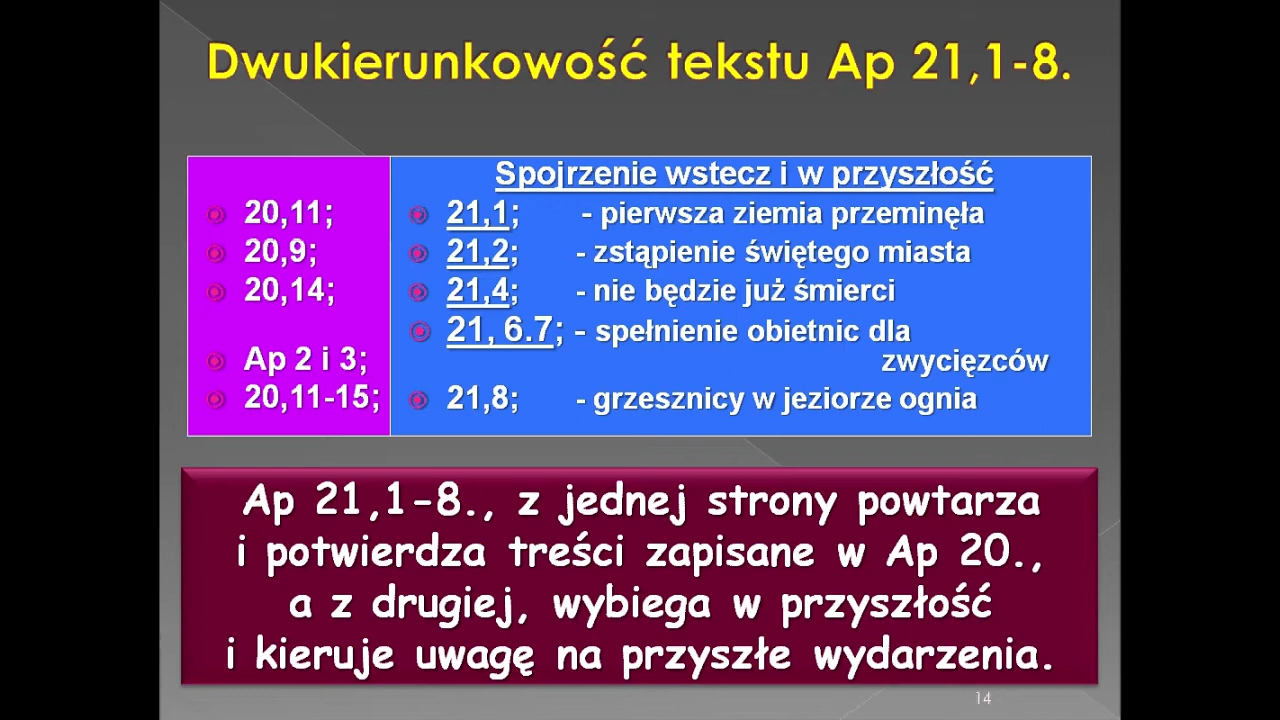 Dwukierunkowość tekstu Ap 21,1-8.
Spojrzenie wstecz i w przyszłość
20,11; 21,1; - pierwsza ziemia przeminęła
20,9; 21,2; - zstąpienie świętego miasta
20,14; 21,4; - nie będzie już śmierci
21, 6.7; - spełnienie obietnic dla
Ap 2 i 3; zwycięzców
20,11-15; 21,8; - grzesznicy w jeziorze ognia
Ap 21,1-8., z jednej strony powtarza
i potwierdza treści zapisane w Ap 20.,
a z drugiej, wybiega w przyszłość
i kieruje uwagę na przyszłe wydarzenia.
14